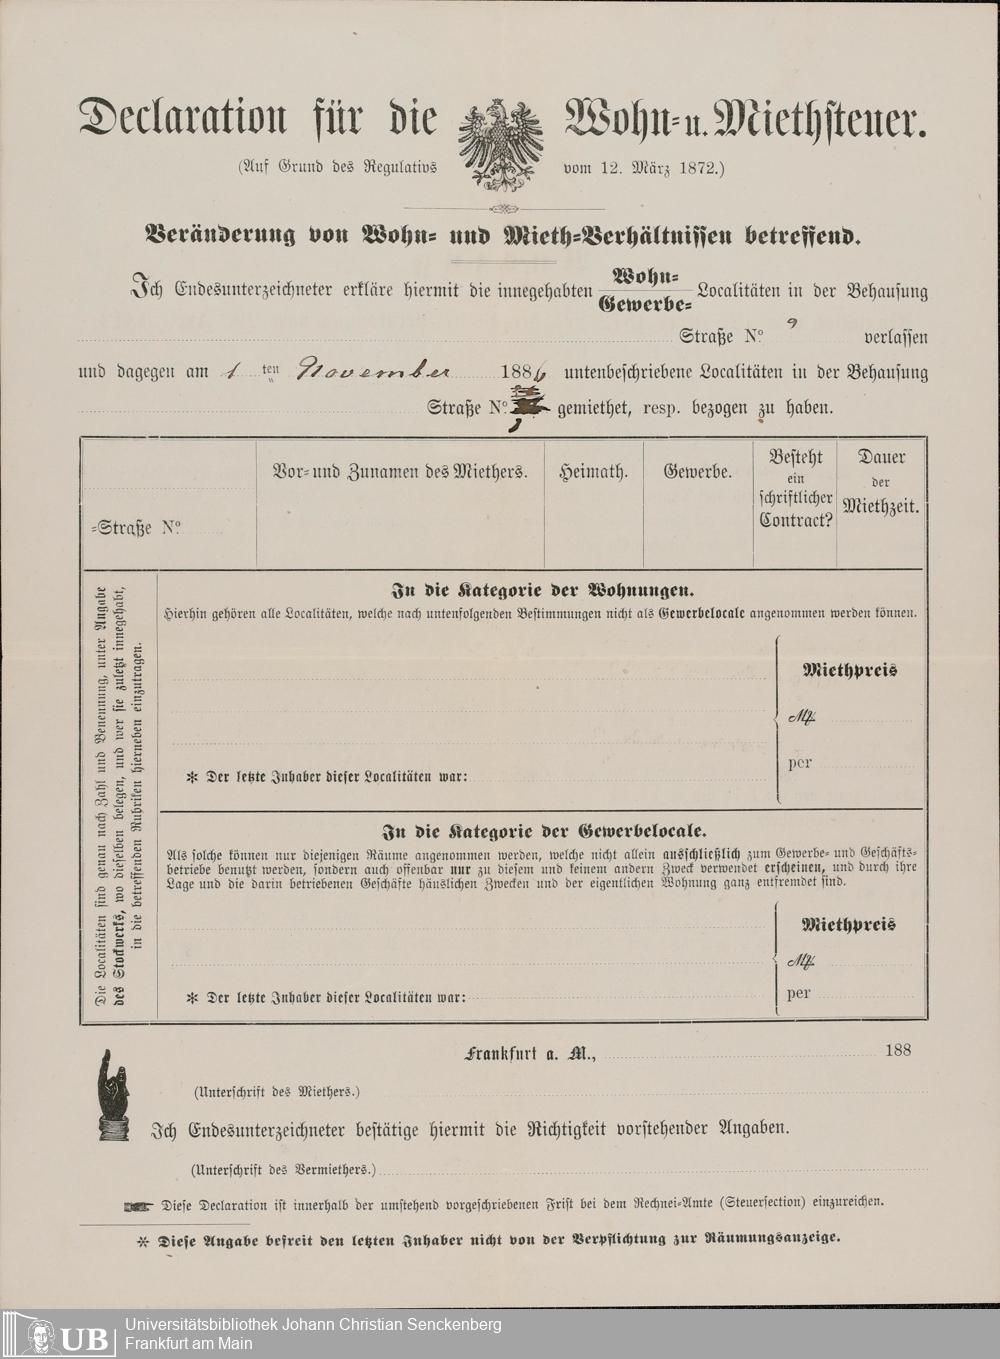 Declaration für die Wohn- u. Miethsteuer.
(Auf Grund des Regulativs vom 12. März 1872.)
Veränderung von Wohn- und Mieth-Verhältnissen betreffend.
Ich Endesunterzeichneter erkläre hiermit die innegehabten Wohn- Gewerbe- Localitäten in der Behausung
Straße No. 9 verlassen
und dagegen am 1 ten November 1886 untenbeschriebene Localitäten in der Behausung
Straße No. gemiethet, resp. bezogen zu haben.
-Straße No.
Vor- und Zunamen des Miethers.
Heimath.
Gewerbe.
Besteht
ein
schriftlicher
Contract?
Dauer
der
Miethzeit.
Die Localitäten sind genau nach Zahl und Benennung, unter Angabe
des Stockwerks, wo dieselben belegen, und wer sie zuletzt innegehabt,
in die betreffenden Rubriken hierneben einzutragen.
In die Kategorie der Wohnungen.
Hierhin gehören alle Localitäten, welche nach untenfolgenden Bestimmungen nicht als Gewerbelocale angenommen werden können.
Miethpreis
per
* Der letzte Inhaber dieser Localitäten war:
In die Kategorie der Gewerbelocale.
Als solche können nur diejenigen Räume angenommen werden, welche nicht allein ausschließlich zum Gewerbe- und Geschäfts-
betriebe benutzt werden, sondern auch offenbar nur zu diesem und keinem andern Zweck verwendet erscheinen, und durch ihre
Lage und die darin betriebenen Geschäfte häuslichen Zwecken und der eigentlichen Wohnung ganz entfremdet sind.
Miethpreis
per
* Der letzte Inhaber dieser Localitäten war:
Frankfurt a. M., 188
(Unterschrift des Miethers.)
Ich Endesunterzeichneter bestätige hiermit die Richtigkeit vorstehender Angaben.
(Unterschrift des Vermiethers.)
Diese Declaration ist innerhalb der umstehend vorgeschriebenen Frist bei dem Rechnei-Amte (Steuersection) einzureichen.
* Diese Angabe befreit den letzten Inhaber nicht von der Verpflichtung zur Räumungsanzeige.
UB Universitätsbibliothek Johann Christian Senckenberg
Frankfurt am Main